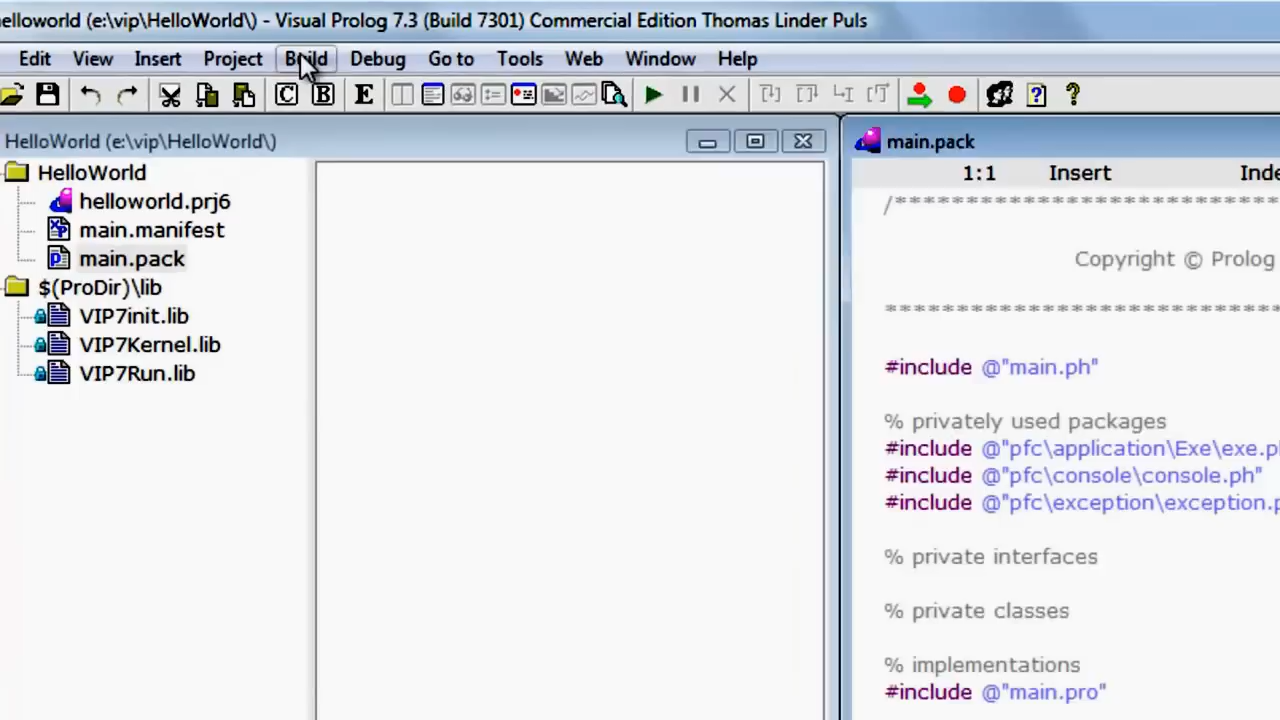 elloworld (e:\vip\HelloWorld\) - Visual Prolog 7.3 (Build 7301) Commercial Edition Thomas Linder Puls
Edit View Insert Project Build Debug Go to Tools Web Window Help
C B E ? ?
HelloWorld (e:\vip\HelloWorld\)
HelloWorld
helloworld.prj6
main.manifest
main.pack
$(ProDir)\lib
VIP7init.lib
VIP7Kernel.lib
VIP7Run.lib
main.pack
1:1 Insert Inde
/****************************
Copyright © Prolog
*****************************
#include @"main.ph"
% privately used packages
#include @"pfc\application\Exe\exe.p
#include @"pfc\console\console.ph"
#include @"pfc\exception\exception.p
% private interfaces
% private classes
% implementations
#include @"main.pro"